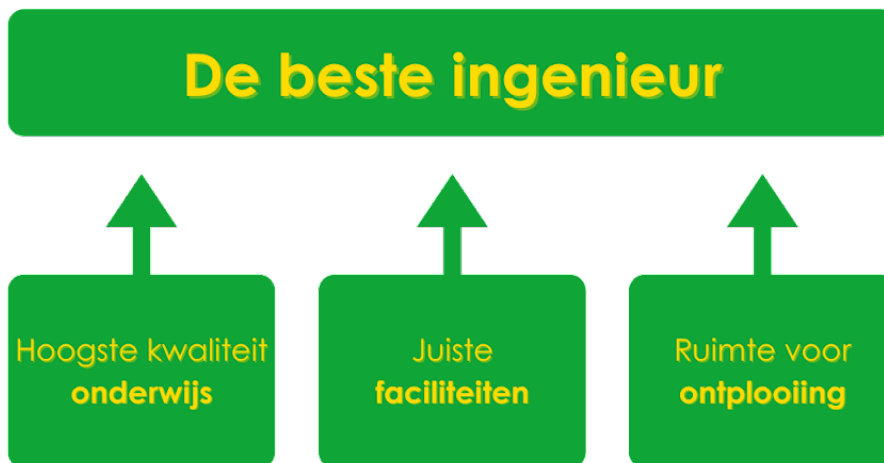 De beste ingenieur
Hoogste kwaliteit
onderwijs
Juiste
faciliteiten
Ruimte voor
ontplooiing